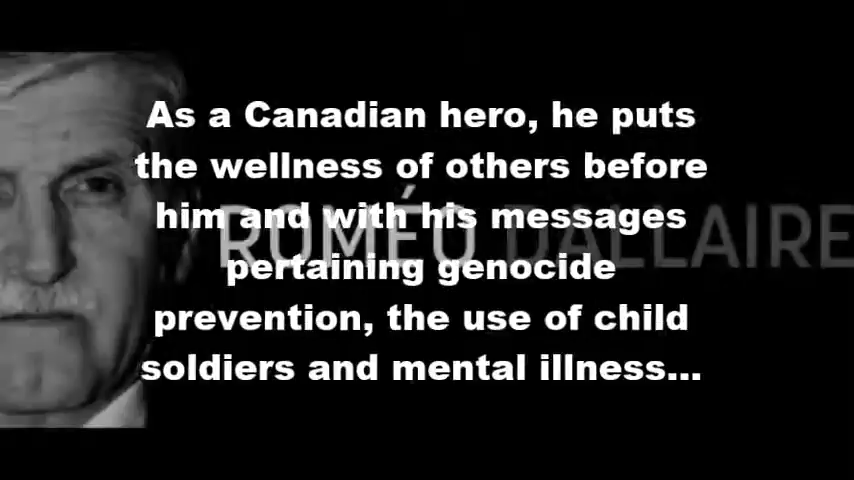 As a Canadian hero, he puts
the wellness of others before
him and with his messages
ROMÉO DALLAIRE
pertaining genocide
prevention, the use of child
soldiers and mental illness...